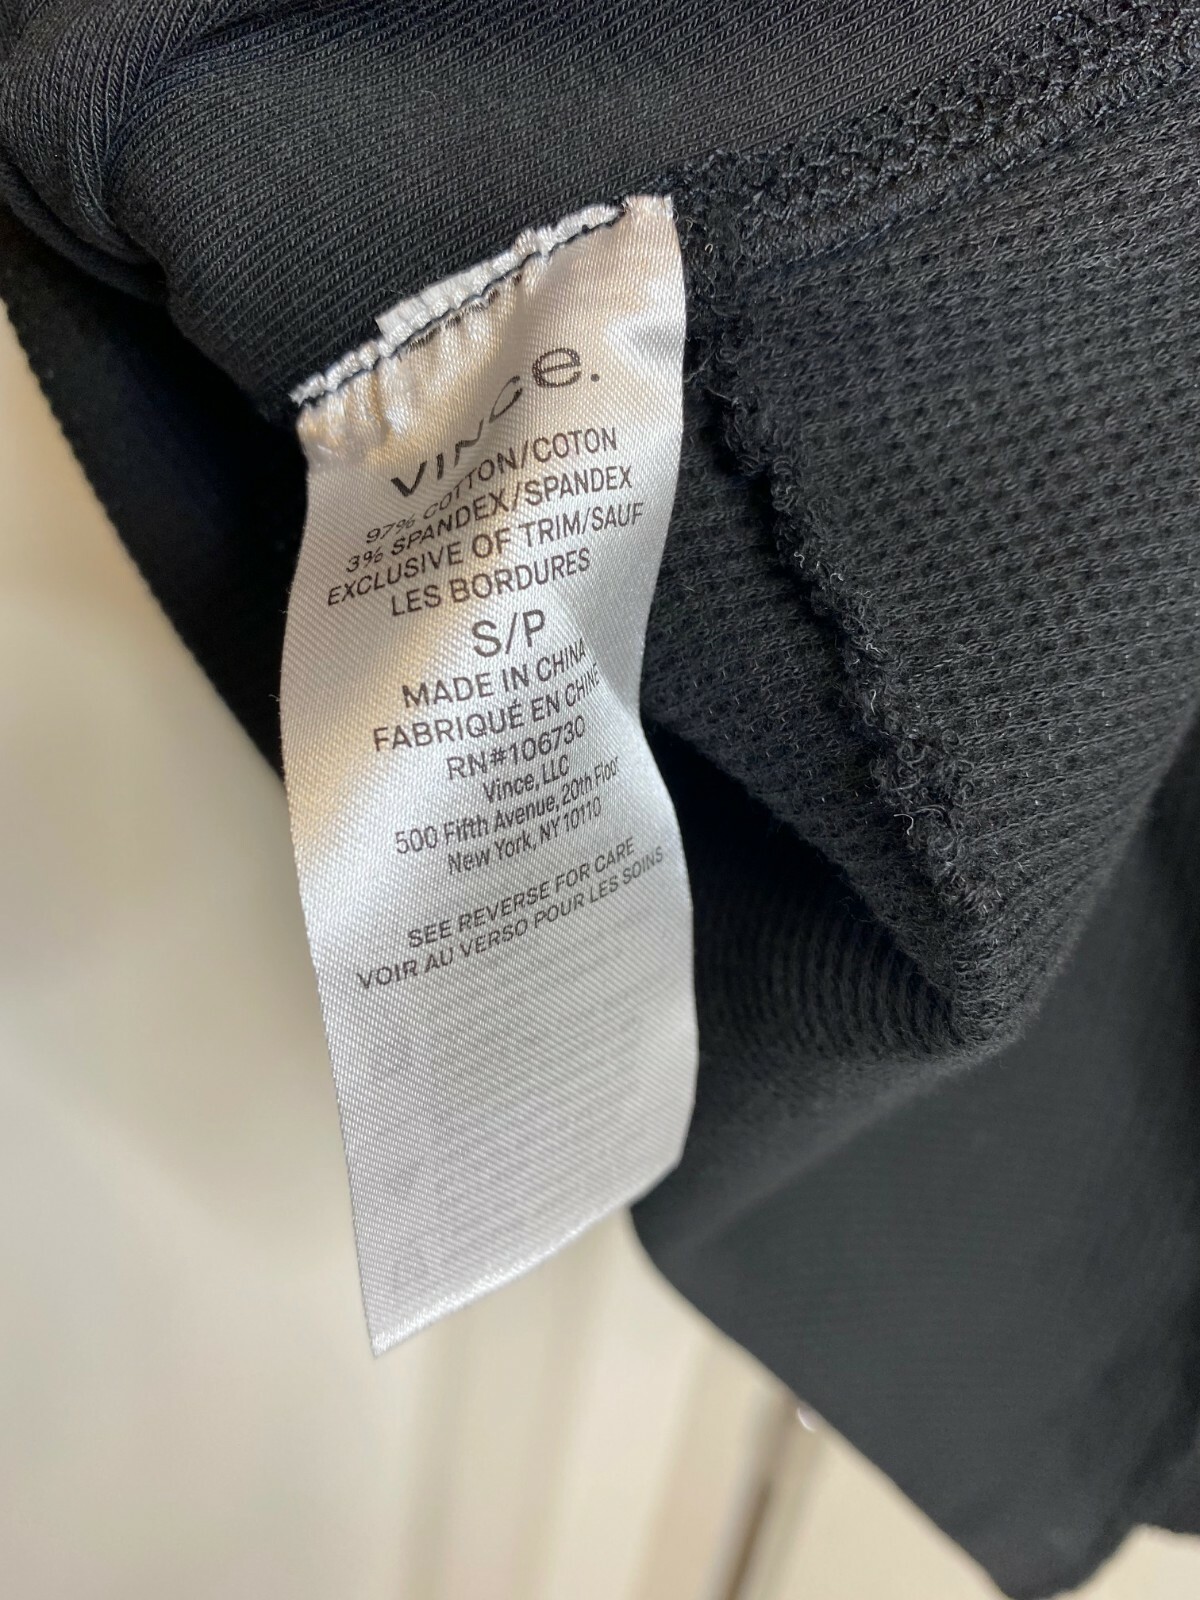 VINCe.
97% COTTON/COTON
3% SPANDEX/SPANDEX
EXCLUSIVE OF TRIM/SAUF
LES BORDURES
S/P
MADE IN CHINA
FABRIQUÉ EN CHINE
RN#106730
Vince, LLC
500 Fifth Avenue, 20th Floor
New York, NY 10110
SEE REVERSE FOR CARE
VOIR AU VERSO POUR LES SOINS